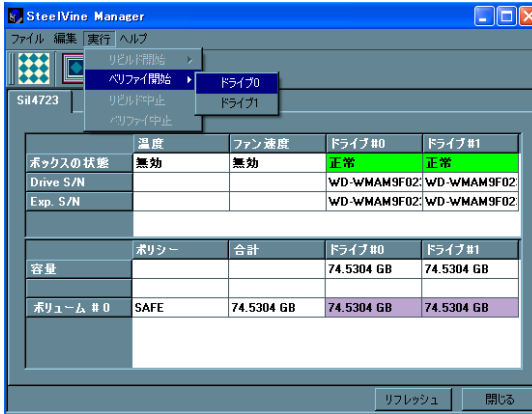 SteelVine Manager
ファイル 編集 実行 ヘルプ
リビルド開始
ベリファイ開始
リビルド中止
ベリファイ中止
ドライブ0
ドライブ1
SiI4723
温度 ファン速度 ドライブ#0 ドライブ#1
ボックスの状態 無効 無効 正常 正常
Drive S/N WD-WMAM9F02 WD-WMAM9F02
Exp. S/N
ポリシー 合計 ドライブ#0 ドライブ#1
容量 74.5304 GB 74.5304 GB
ボリューム #0 SAFE 74.5304 GB 74.5304 GB 74.5304 GB
リフレッシュ 閉じる